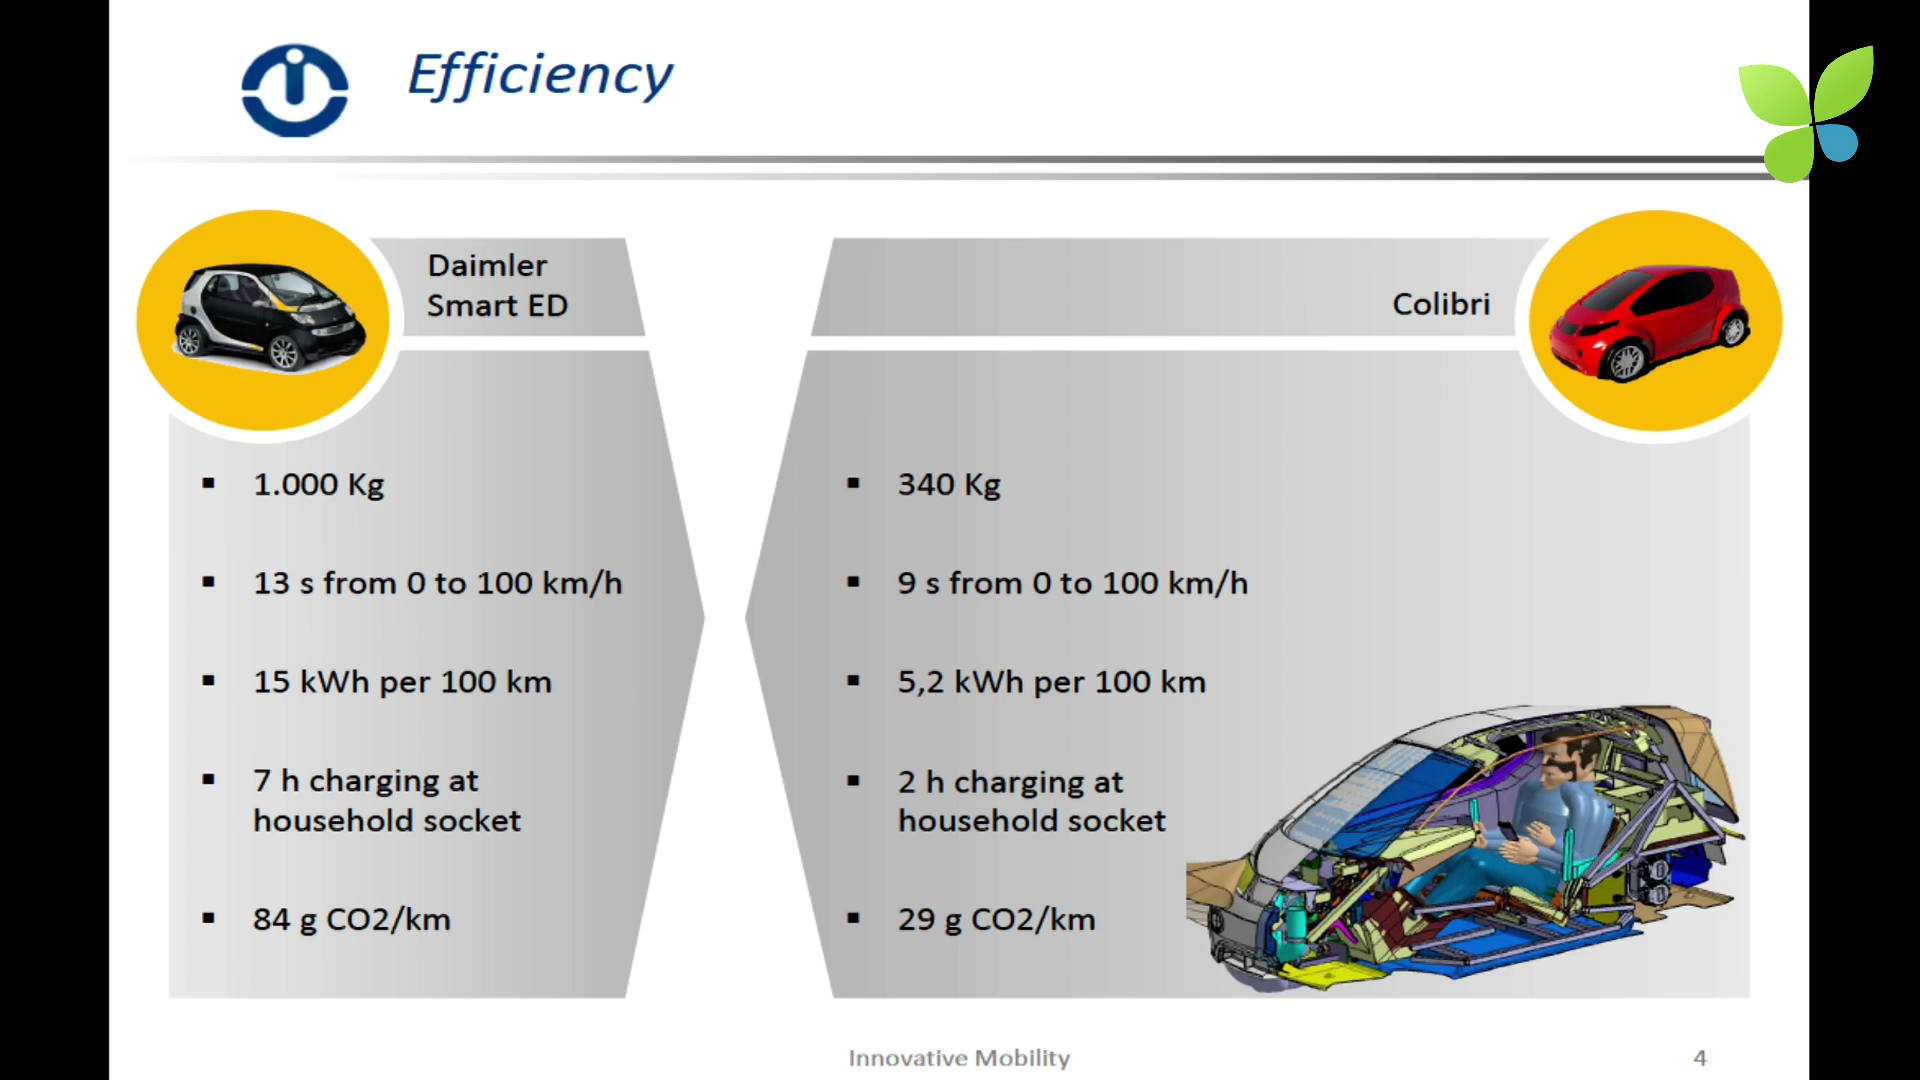 Efficiency
Daimler
Smart ED
1.000 Kg
13 s from 0 to 100 km/h
15 kWh per 100 km
7 h charging at
household socket
84 g CO2/km
Colibri
340 Kg
9 s from 0 to 100 km/h
5,2 kWh per 100 km
2 h charging at
household socket
29 g CO2/km
Innovative Mobility
4